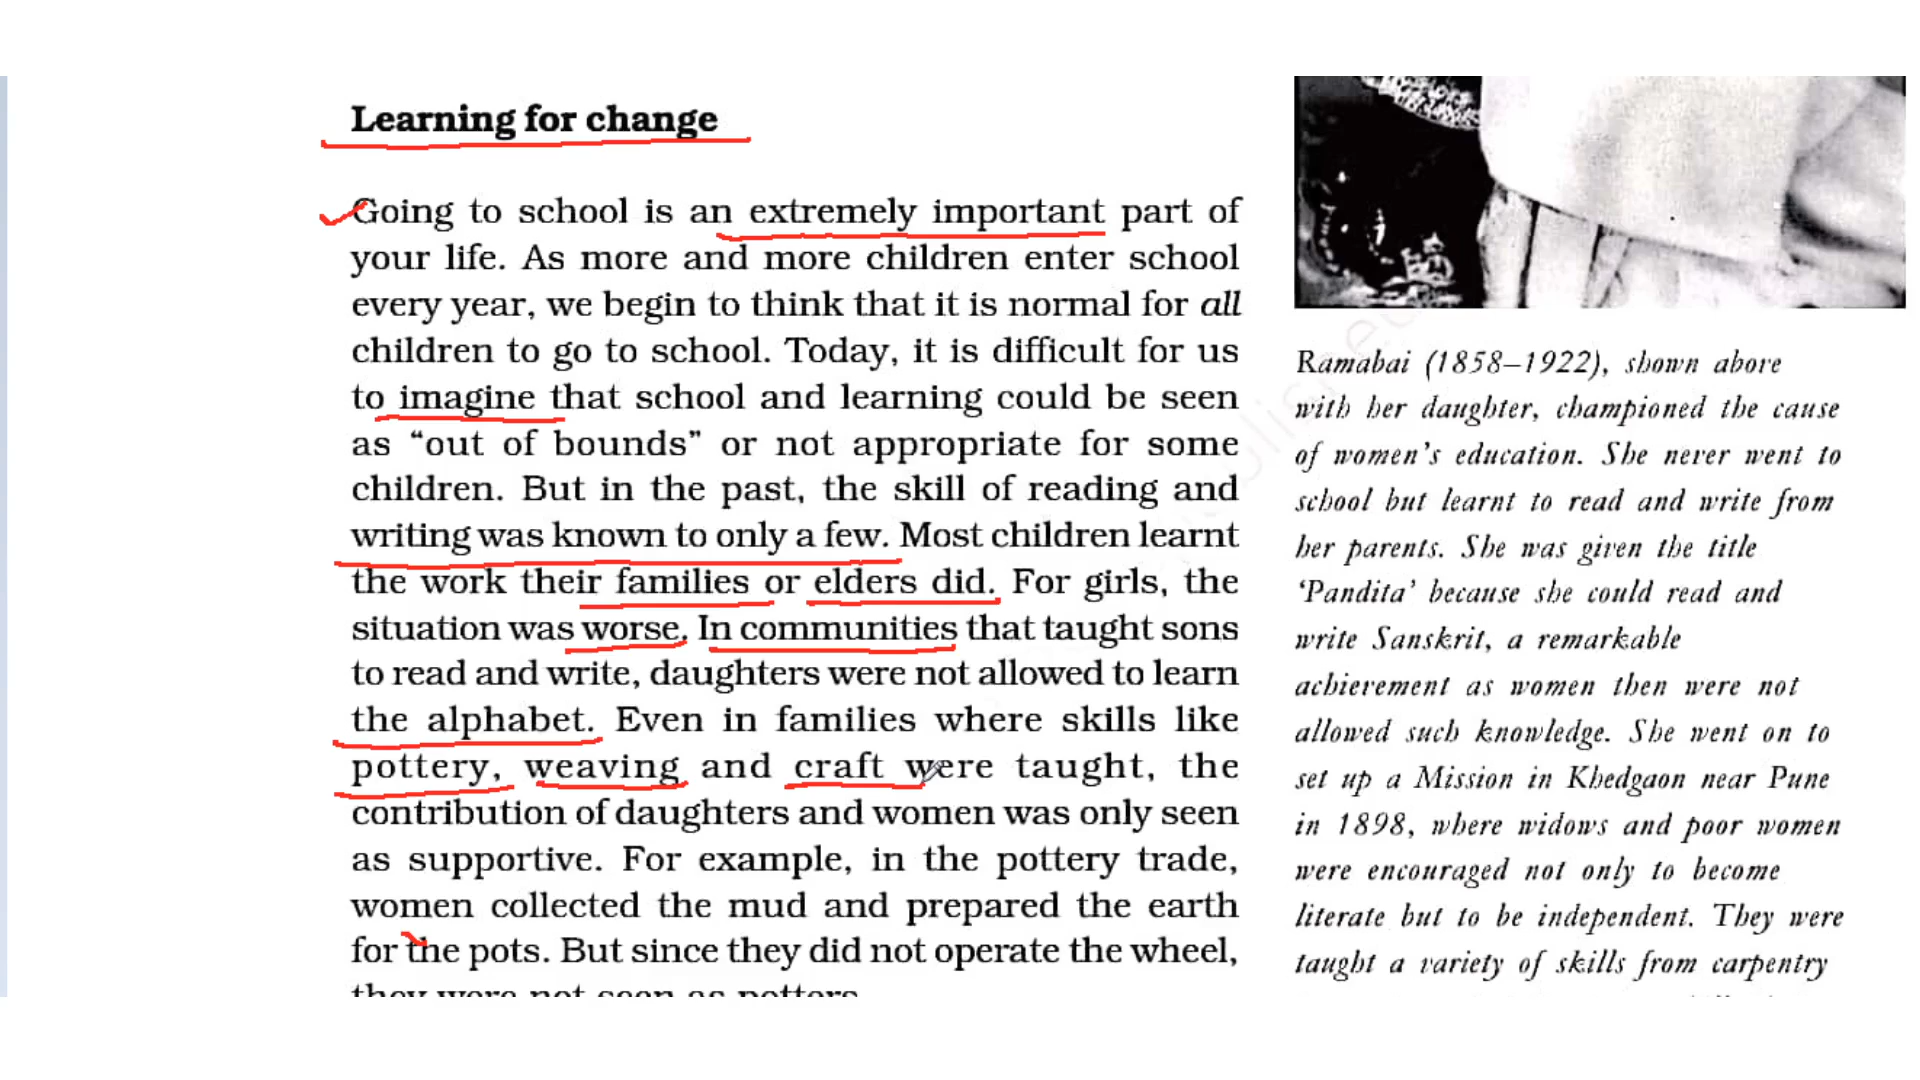 Learning for change
Going to school is an extremely important part of
your life. As more and more children enter school
every year, we begin to think that it is normal for all
children to go to school. Today, it is difficult for us
to imagine that school and learning could be seen
as “out of bounds” or not appropriate for some
children. But in the past, the skill of reading and
writing was known to only a few. Most children learnt
the work their families or elders did. For girls, the
situation was worse. In communities that taught sons
to read and write, daughters were not allowed to learn
the alphabet. Even in families where skills like
pottery, weaving and craft were taught, the
contribution of daughters and women was only seen
as supportive. For example, in the pottery trade,
women collected the mud and prepared the earth
for the pots. But since they did not operate the wheel,
they were not seen as potters.
Ramabai (1858–1922), shown above
with her daughter, championed the cause
of women’s education. She never went to
school but learnt to read and write from
her parents. She was given the title
‘Pandita’ because she could read and
write Sanskrit, a remarkable
achievement as women then were not
allowed such knowledge. She went on to
set up a Mission in Khedgaon near Pune
in 1898, where widows and poor women
were encouraged not only to become
literate but to be independent. They were
taught a variety of skills from carpentry